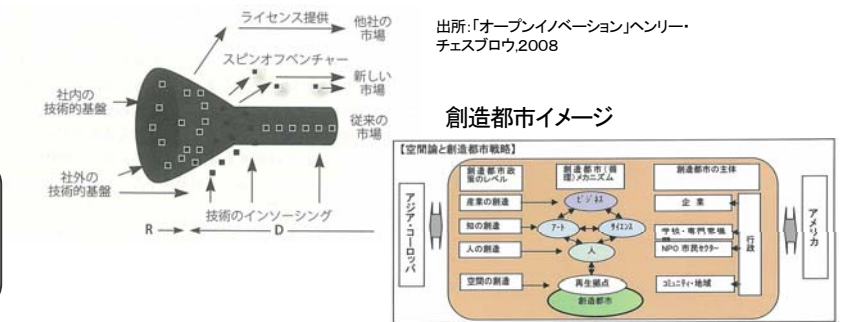 ライセンス提供
他社の
市場
スピンオフベンチャー
新しい
市場
社内の
技術的基盤
従来の
市場
社外の
技術的基盤
技術のインソーシング
R
D
出所:「オープンイノベーション」ヘンリー・
チェスブロウ,2008
創造都市イメージ
【空間論と創造都市戦略】
アジア・ヨーロッパ
創造都市政
策のレベル
創造都市(循
理)メカニズム
創造都市の主体
産業の創造
知の創造
人の創造
空間の創造
ビジネス
アート
サイエンス
人
再生拠点
創造都市
企業
学校・専門家機
NPO 市民セクター
コミュニティ・地域
行政
アメリカ